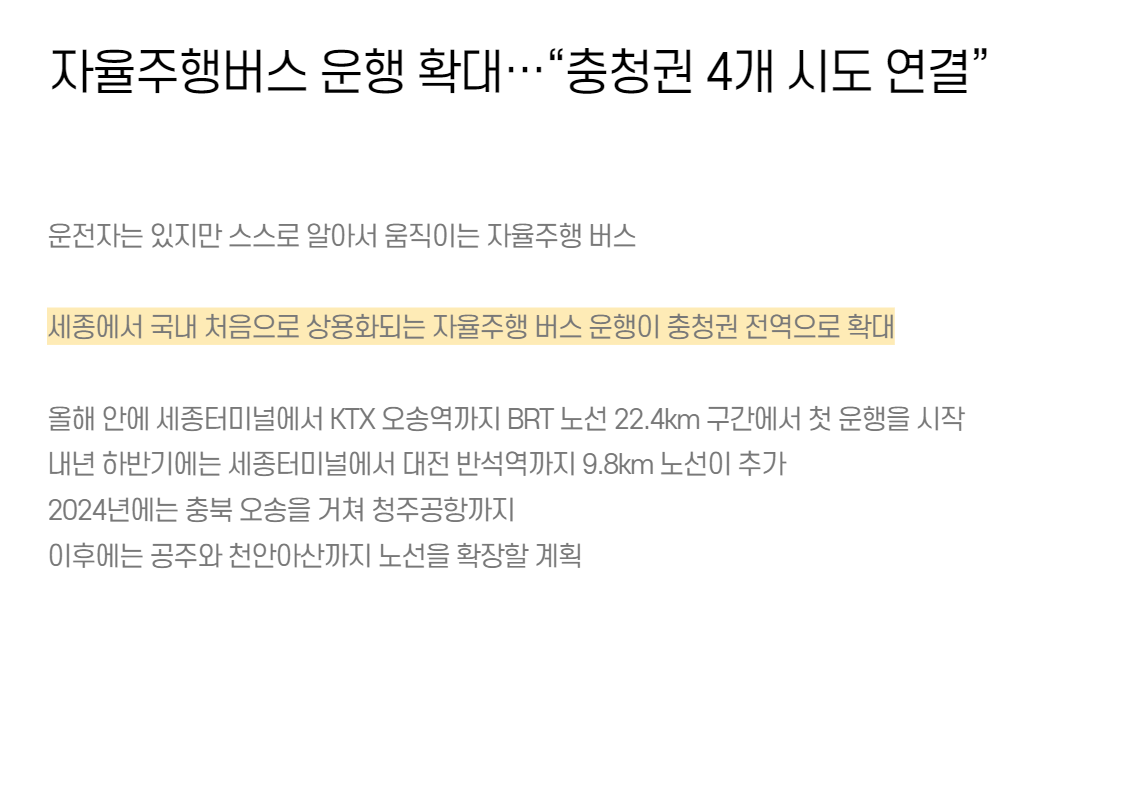 자율주행버스 운행 확대…“충청권 4개 시도 연결”
운전자는 있지만 스스로 알아서 움직이는 자율주행 버스
세종에서 국내 처음으로 상용화되는 자율주행 버스 운행이 충청권 전역으로 확대
올해 안에 세종터미널에서 KTX 오송역까지 BRT 노선 22.4km 구간에서 첫 운행을 시작
내년 하반기에는 세종터미널에서 대전 반석역까지 9.8km 노선이 추가
2024년에는 충북 오송을 거쳐 청주공항까지
이후에는 공주와 천안아산까지 노선을 확장할 계획